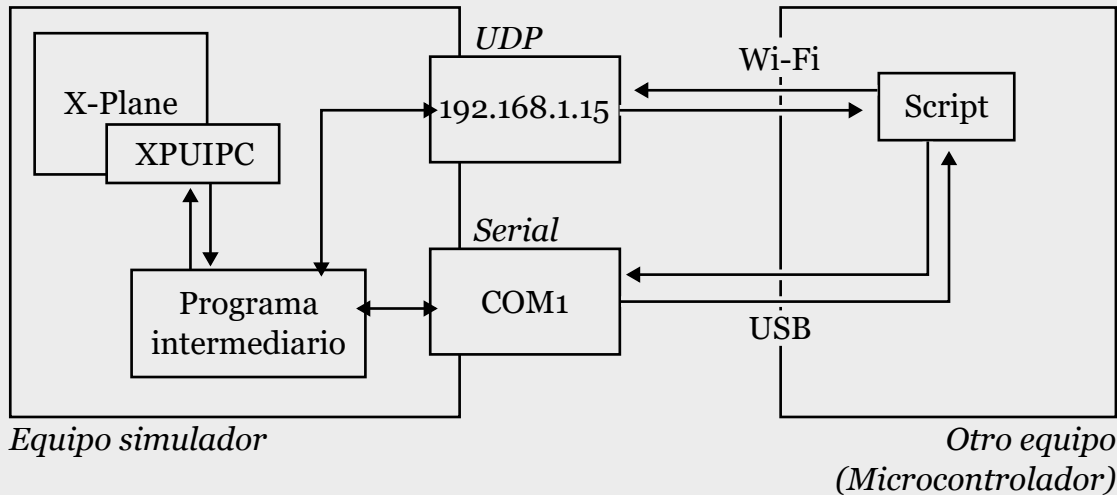 UDP
Wi-Fi
X-Plane
192.168.1.15
Script
XPUIPC
Serial
Programa
intermediario
COM1
USB
Equipo simulador
Otro equipo
(Microcontrolador)